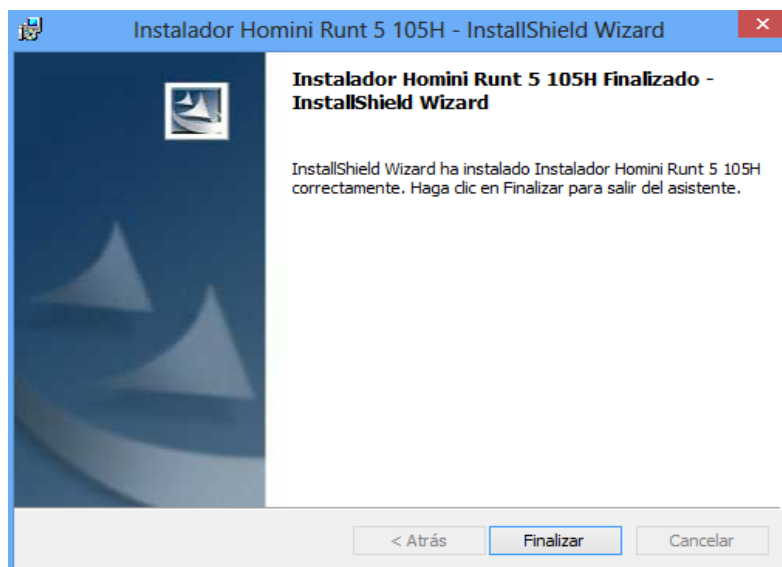 Instalador Homini Runt 5 105H - InstallShield Wizard
Instalador Homini Runt 5 105H Finalizado -
InstallShield Wizard
InstallShield Wizard ha instalado Instalador Homini Runt 5 105H
correctamente. Haga clic en Finalizar para salir del asistente.
< Atrás
Finalizar
Cancelar